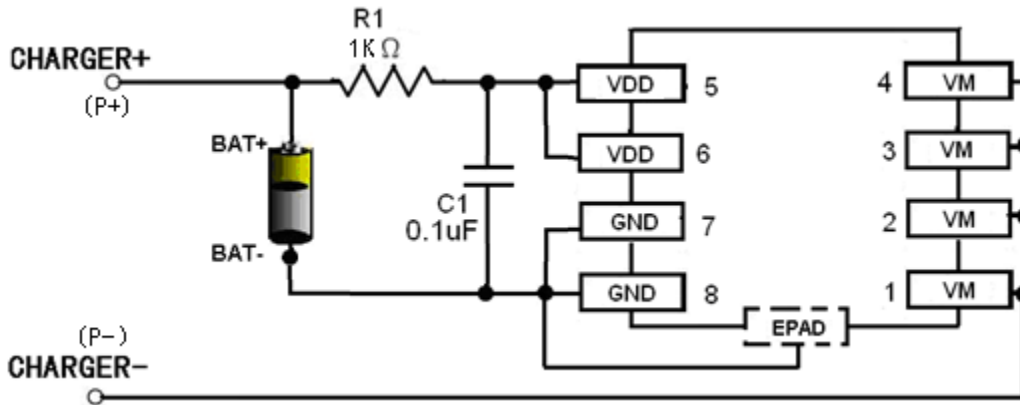 R1
1KΩ
CHARGER+
(P+)
BAT+
BAT-
C1
0.1uF
VDD 5
VDD 6
GND 7
GND 8
4 VM
3 VM
2 VM
1 VM
EPAD
(P-)
CHARGER-